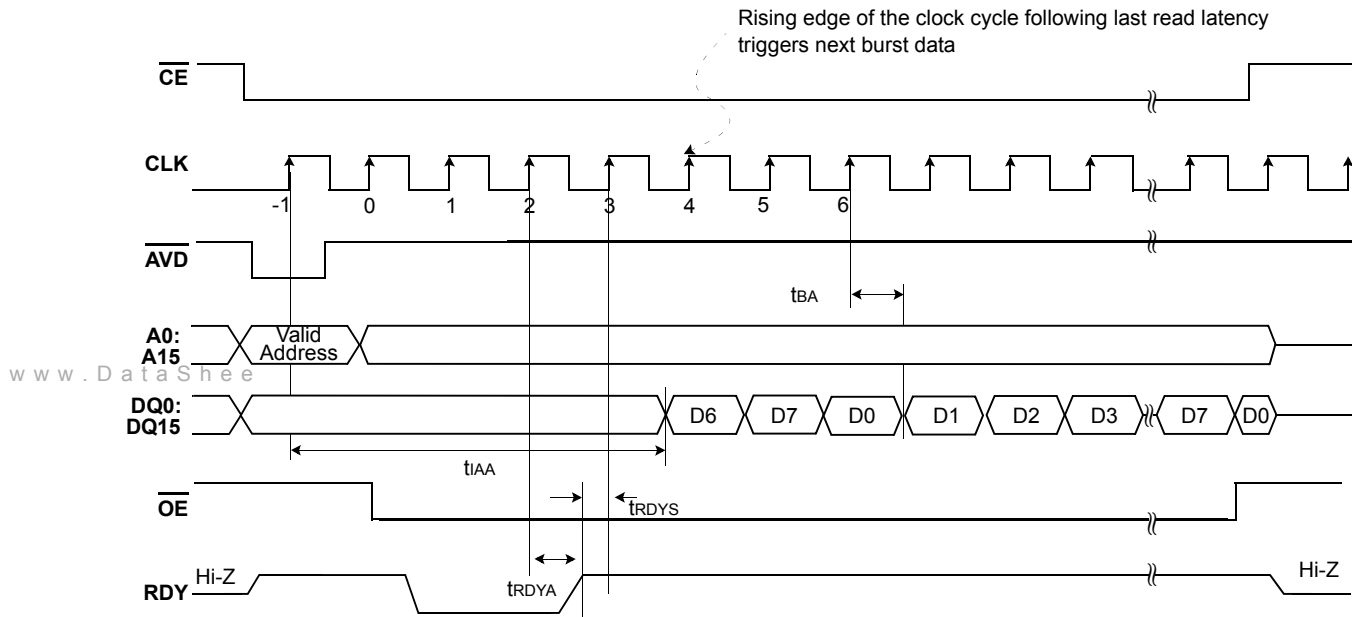 Rising edge of the clock cycle following last read latency
triggers next burst data
CE
CLK
-1 0 1 2 3 4 5 6
AVD
tBA
A0:
A15
Valid
Address
www.DataShee
DQ0:
DQ15
D6 D7 D0 D1 D2 D3 D7 D0
tIAA
OE
tRDYS
RDY
Hi-Z
tRDYA
Hi-Z